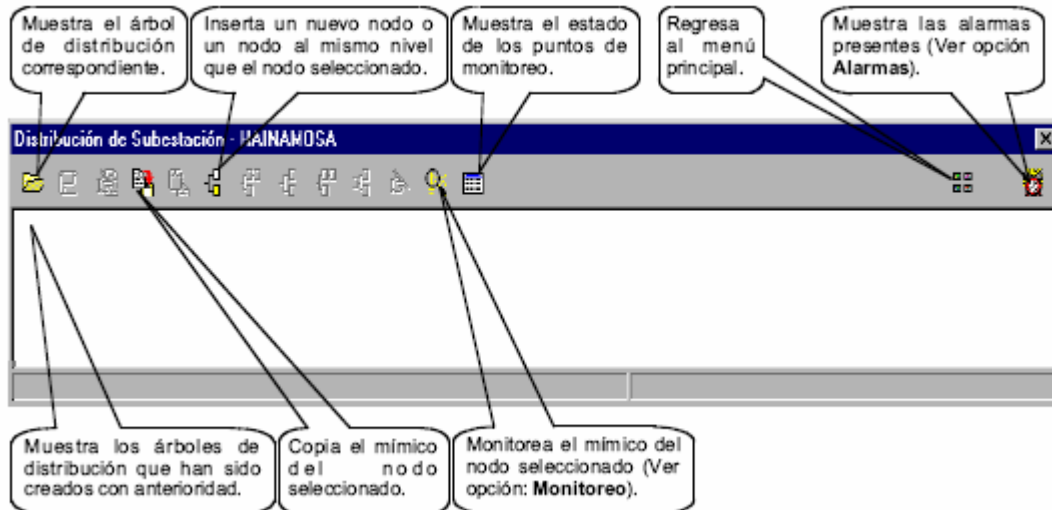 Muestra el árbol
de distribución
correspondiente.
Inserta un nuevo nodo o
un nodo al mismo nivel
que el nodo seleccionado.
Muestra el estado
de los puntos de
monitoreo.
Regresa
al menú
principal.
Muestra las alarmas
presentes (Ver opción
Alarmas).
Distribución de Subestación - HAINAMOSA
Muestra los árboles de
distribución que han sido
creados con anterioridad.
Copia el mímico
del nodo
seleccionado.
Monitorea el mímico del
nodo seleccionado (Ver
opción: Monitoreo).